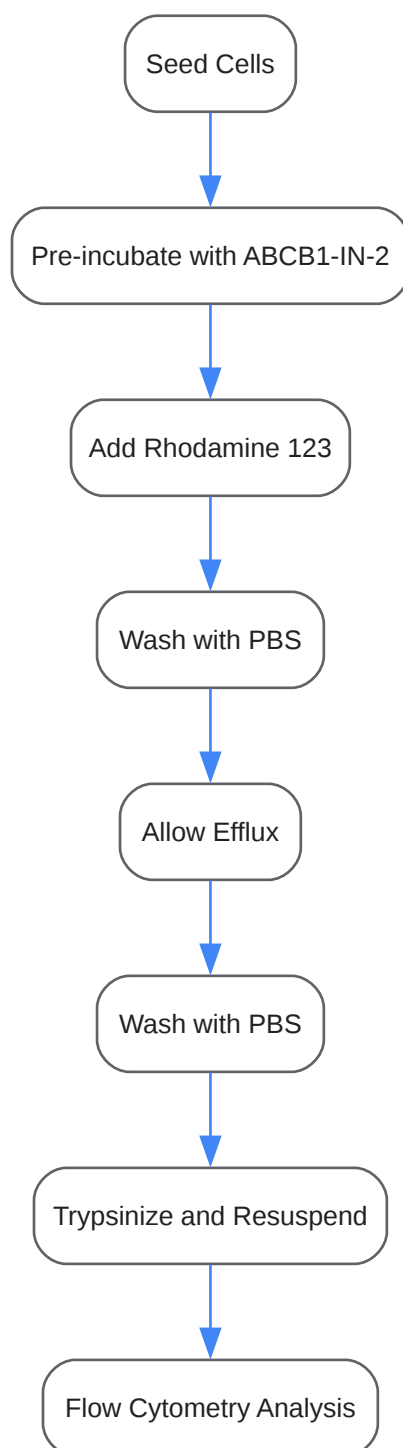 Seed Cells
Pre-incubate with ABCB1-IN-2
Add Rhodamine 123
Wash with PBS
Allow Efflux
Wash with PBS
Trypsinize and Resuspend
Flow Cytometry Analysis